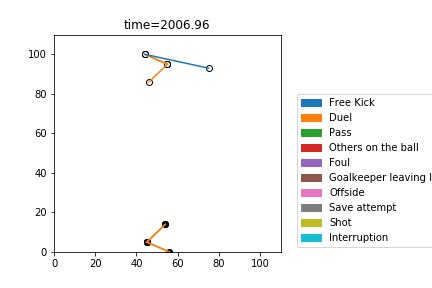 time=2006.96
100
80
60
40
20
0
0 20 40 60 80 100
Free Kick
Duel
Pass
Others on the ball
Foul
Goalkeeper leaving l
Offside
Save attempt
Shot
Interruption